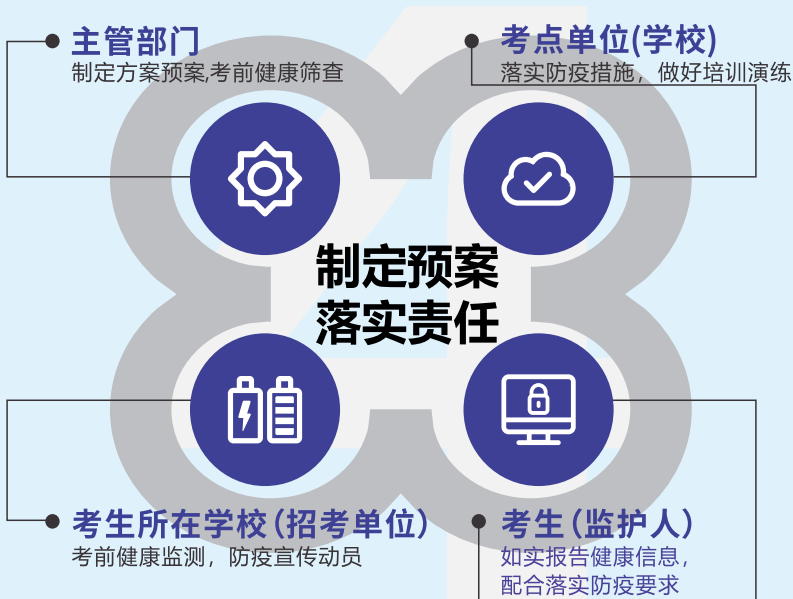 主管部门
制定方案预案,考前健康筛查
考点单位(学校)
落实防疫措施，做好培训演练
制定预案
落实责任
考生所在学校(招考单位)
考前健康监测，防疫宣传动员
考生(监护人)
如实报告健康信息，
配合落实防疫要求